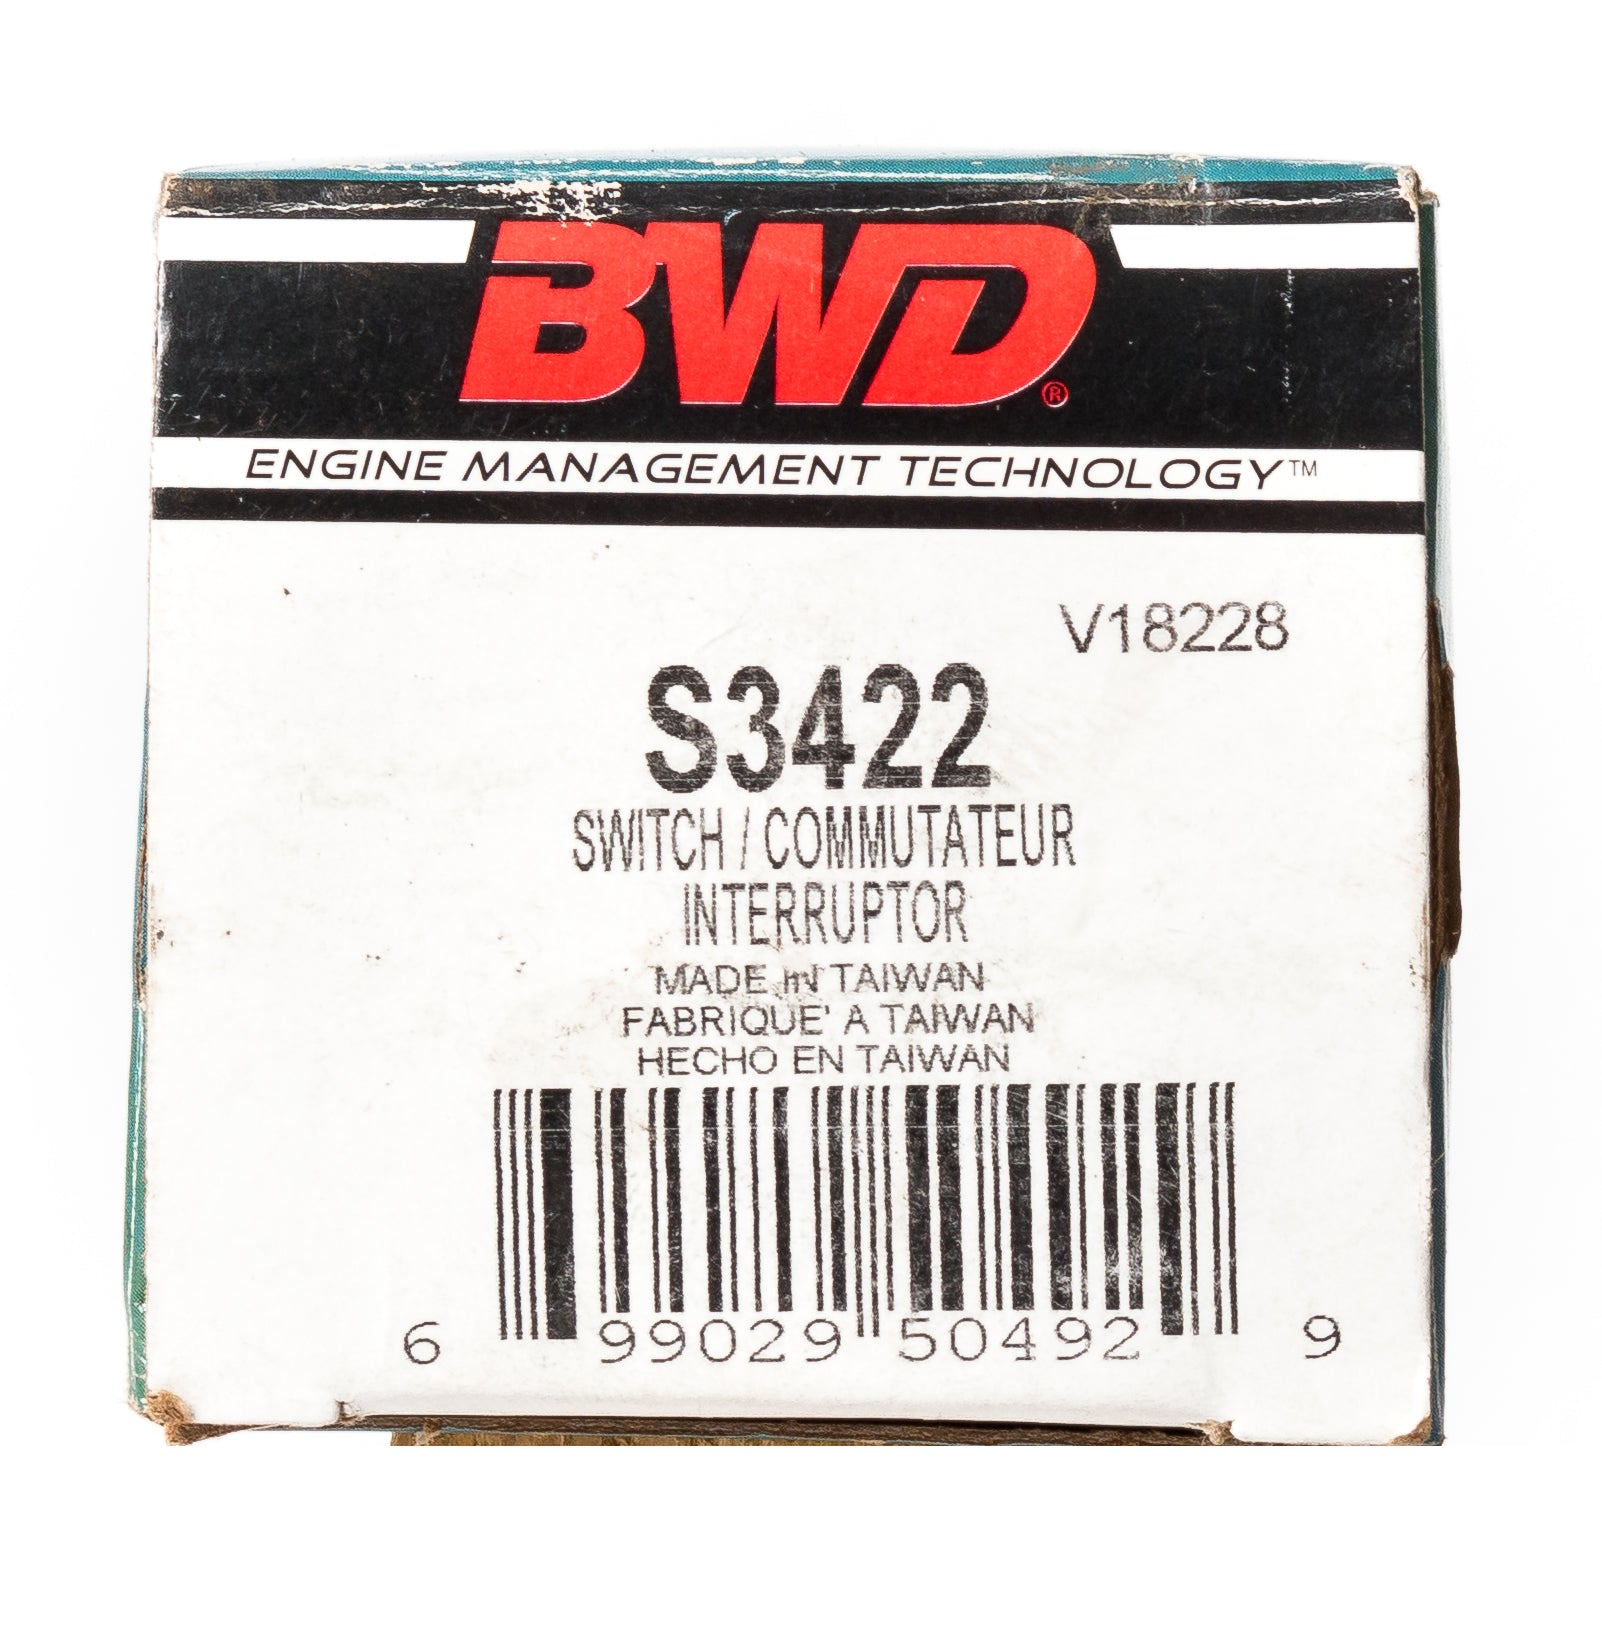 BWD®
ENGINE MANAGEMENT TECHNOLOGY™
V18228
S3422
SWITCH / COMMUTATEUR
INTERRUPTOR
MADE IN TAIWAN
FABRIQUE' A TAIWAN
HECHO EN TAIWAN
6 99029 50492 9